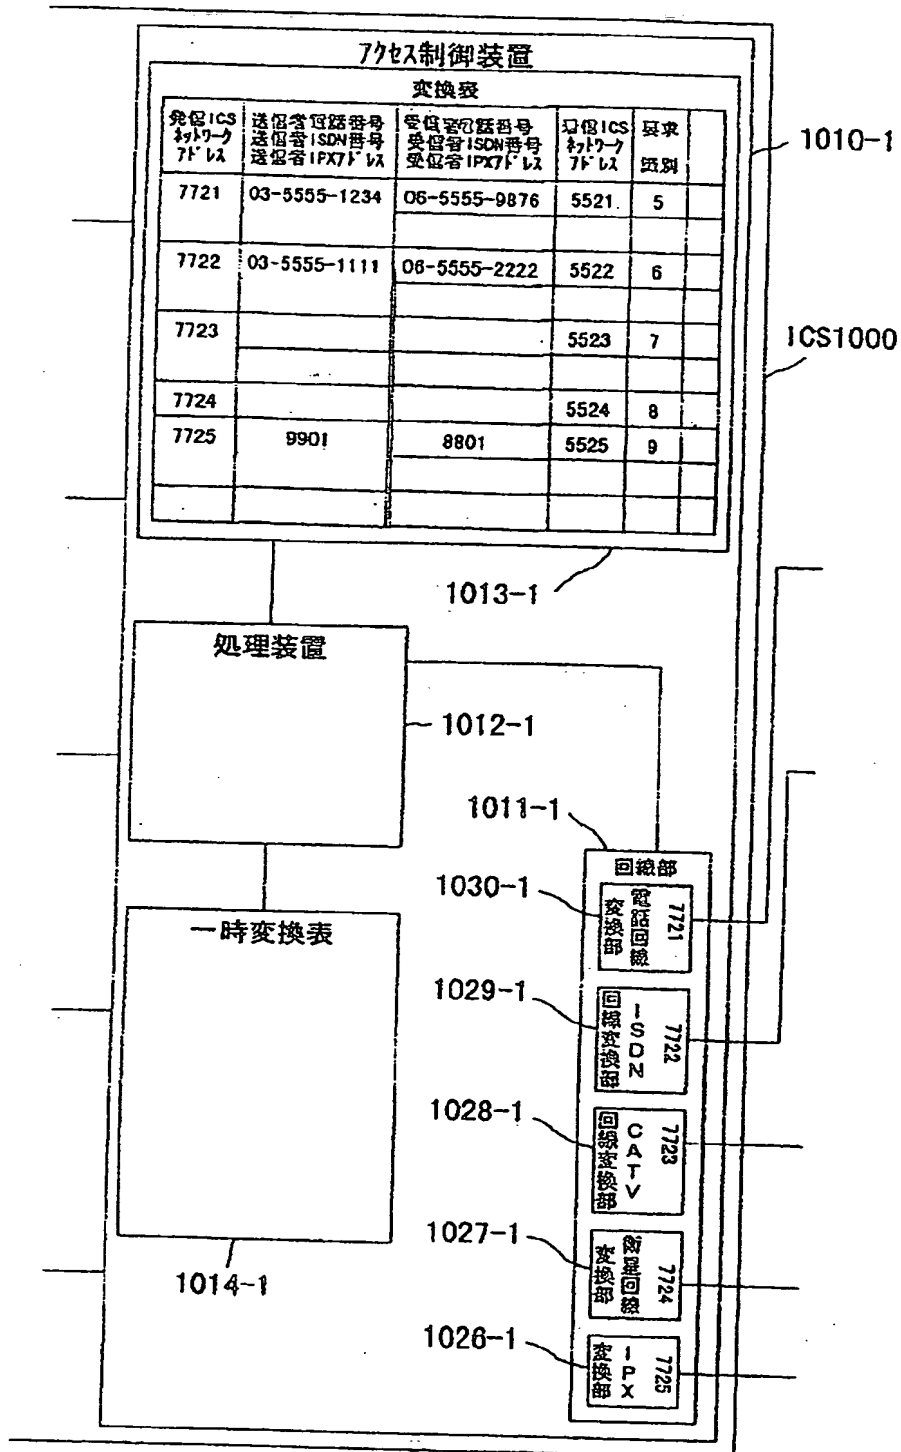 アクセス制御装置
変換表
発信ICS
ネットワーク
アドレス
送信者電話番号
送信者ISDN番号
送信者IPXアドレス
受信者電話番号
受信者ISDN番号
受信者IPXアドレス
着信ICS
ネットワーク
アドレス
要求
識別
7721 03-5555-1234 06-5555-9876 5521 5
7722 03-5555-1111 06-5555-2222 5522 6
7723 5523 7
7724 5524 8
7725 9901 8801 5525 9
1010-1
ICS1000
1013-1
処理装置
1012-1
1011-1
回線部
1030-1
電話回線
変換部
7721
一時変換表
1029-1
ISDN
回線変換部
7722
1028-1
CATV
回線変換部
7723
1027-1
衛星回線
変換部
7724
1014-1
1026-1
IPX
変換部
7725